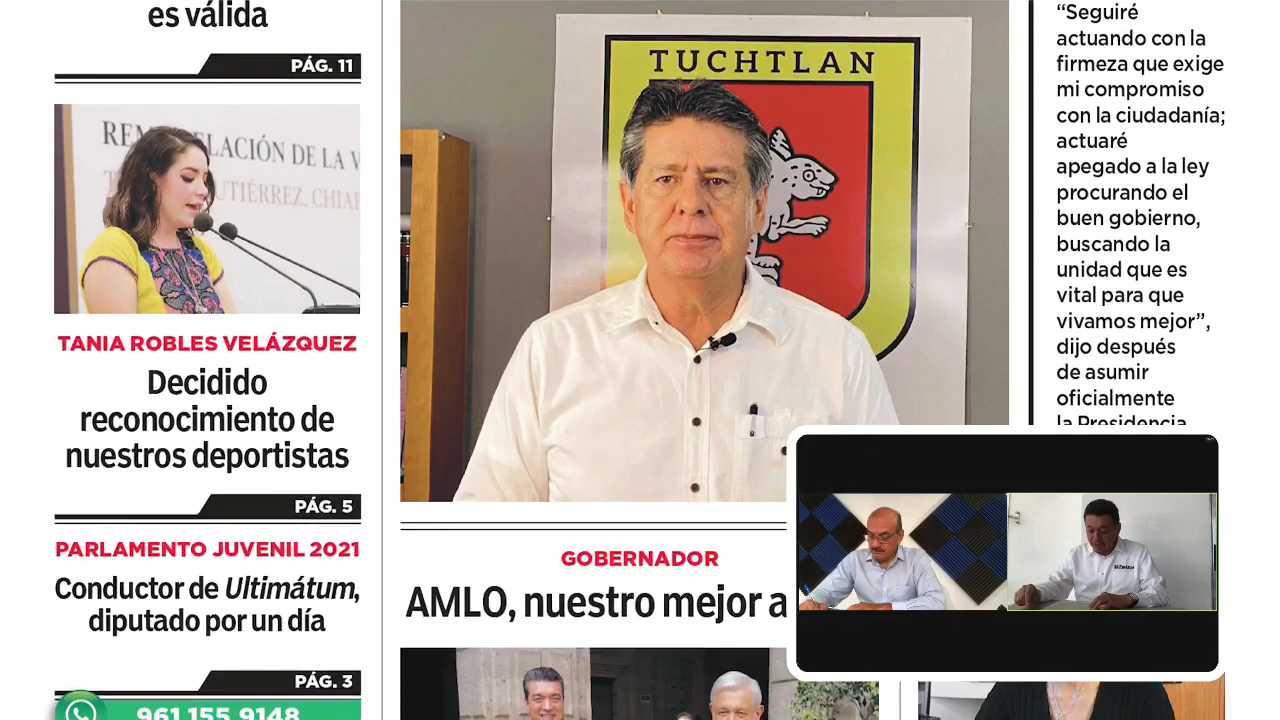 es válida
PÁG. 11
TANIA ROBLES VELÁZQUEZ
Decidido
reconocimiento de
nuestros deportistas
PÁG. 5
PARLAMENTO JUVENIL 2021
Conductor de Ultimátum,
diputado por un día
PÁG. 3
961 155 9148
TUCHTLAN
GOBERNADOR
AMLO, nuestro mejor a
“Seguiré
actuando con la
firmeza que exige
mi compromiso
con la ciudadanía;
actuaré
apegado a la ley
procurando el
buen gobierno,
buscando la
unidad que es
vital para que
vivamos mejor”,
dijo después
de asumir
oficialmente
la Presidencia